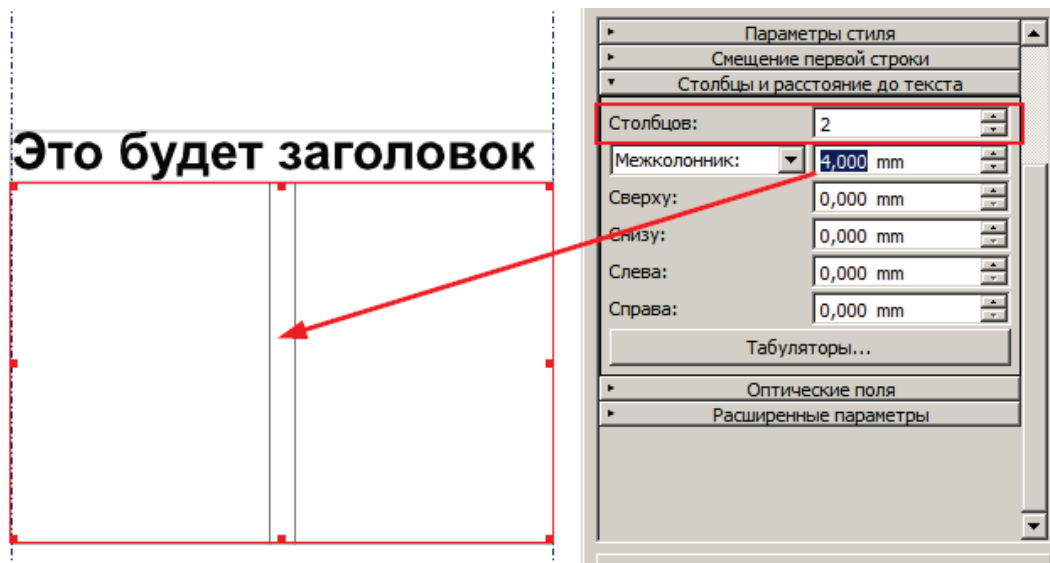 Это будет заголовок
Параметры стиля
Смещение первой строки
Столбцы и расстояние до текста
Столбцов: 2
Межколонник: 4,000 mm
Сверху: 0,000 mm
Снизу: 0,000 mm
Слева: 0,000 mm
Справа: 0,000 mm
Табуляторы...
Оптические поля
Расширенные параметры